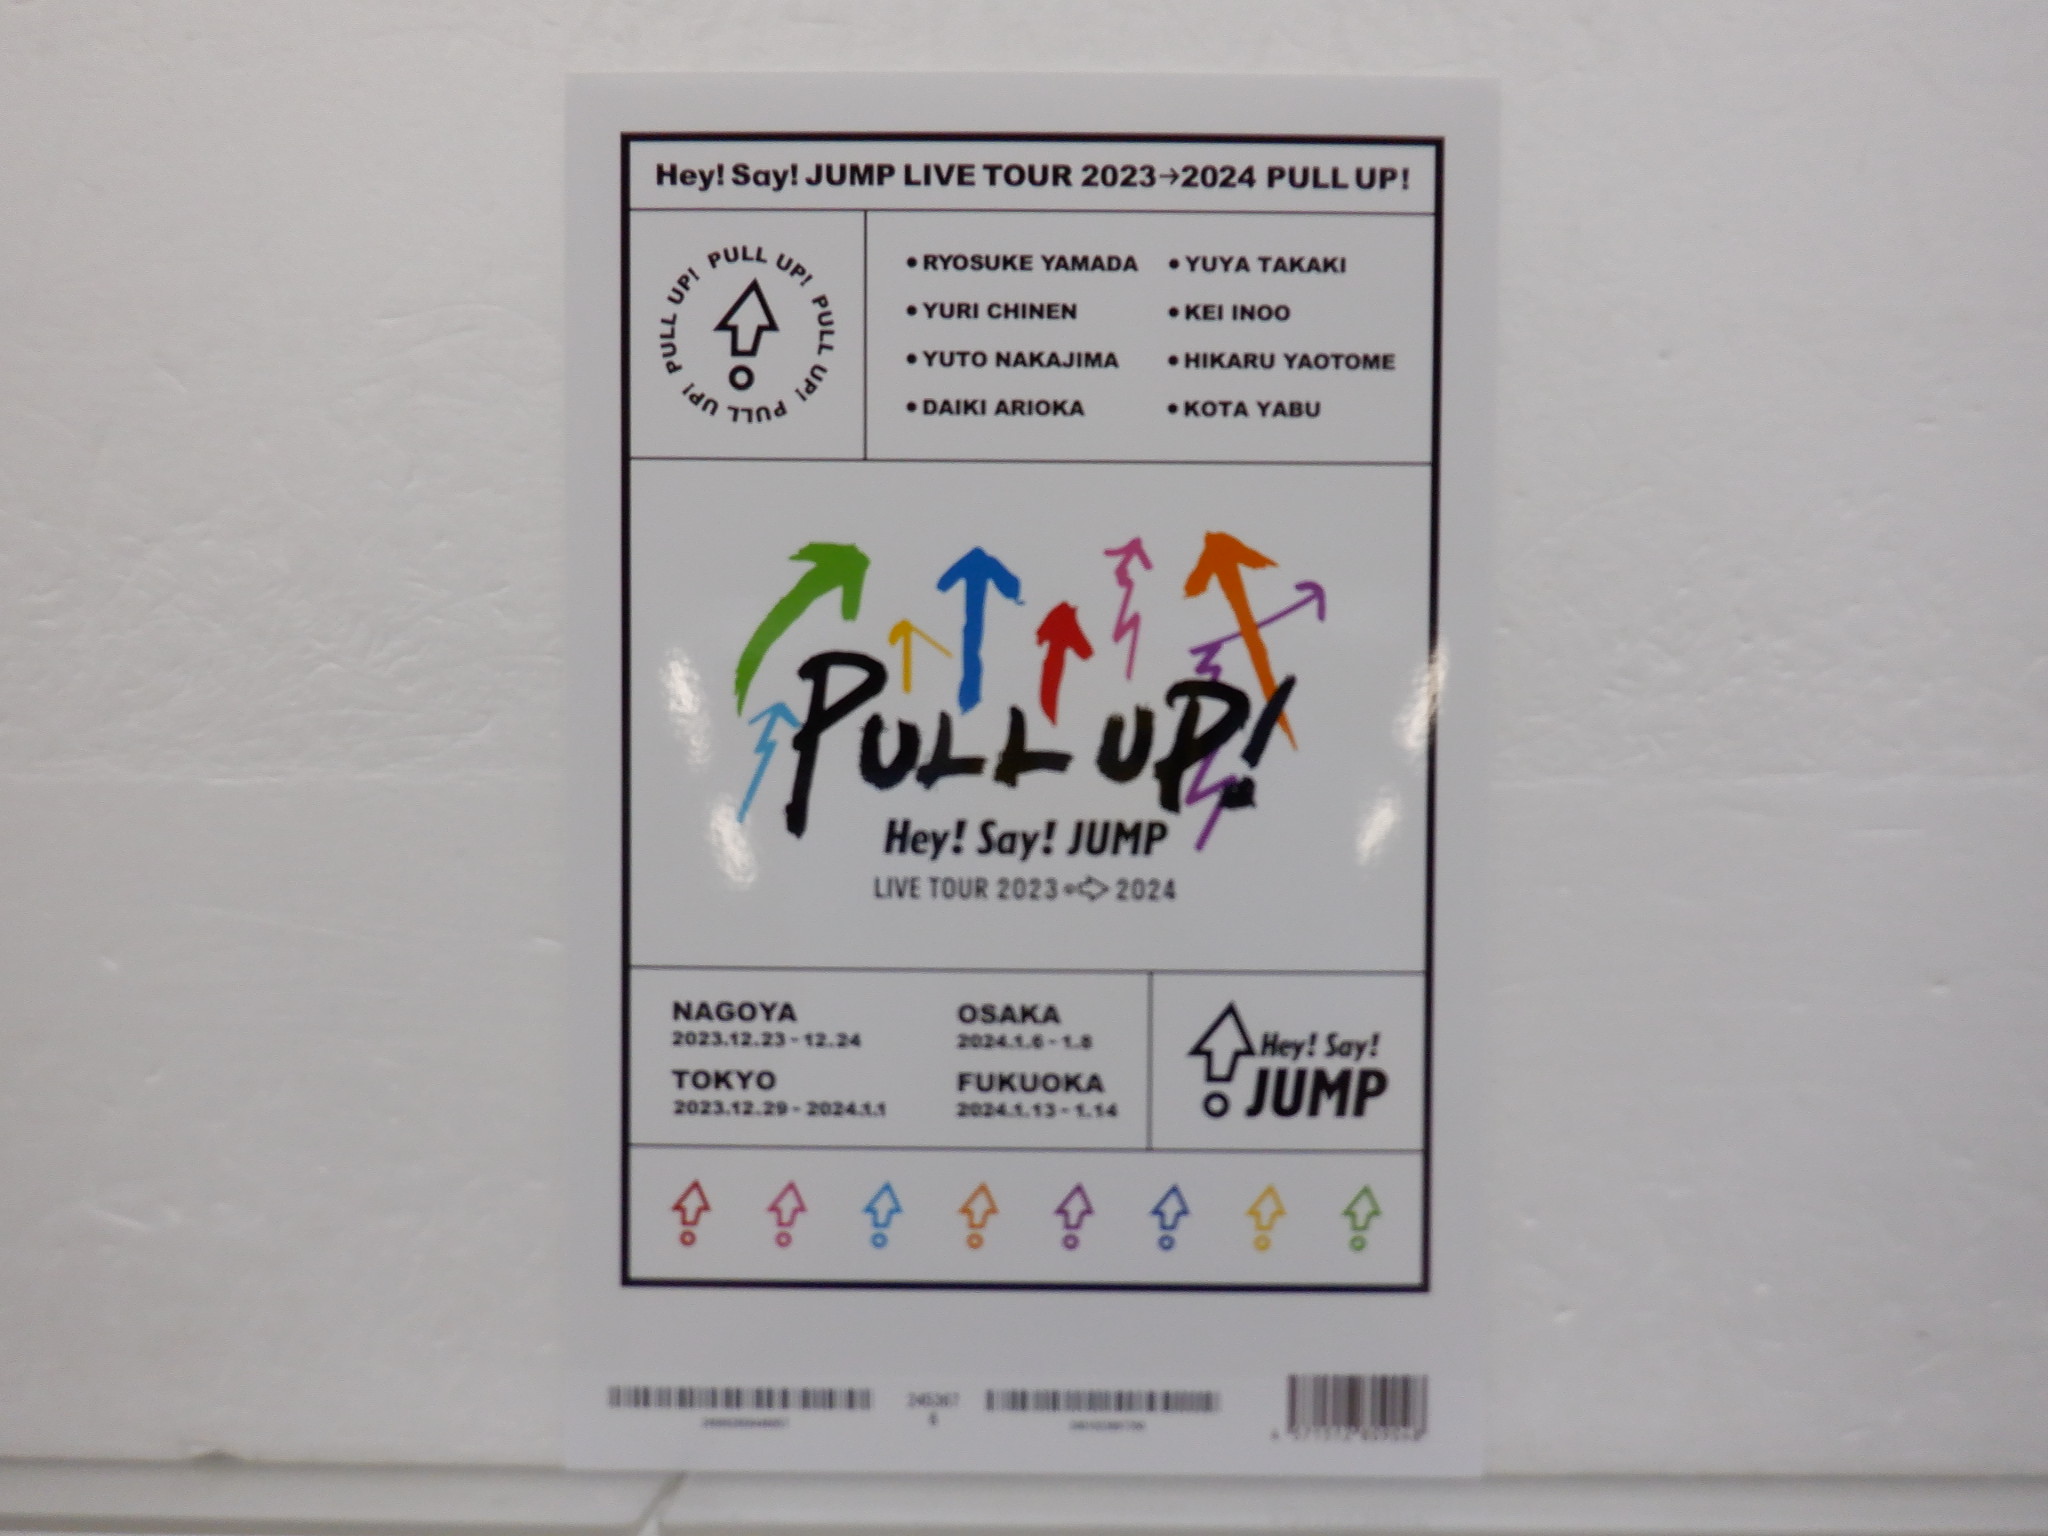 Hey! Say! JUMP LIVE TOUR 2023→2024 PULL UP!
PULL UP! PULL UP! PULL UP! PULL UP!
• RYOSUKE YAMADA
• YUYA TAKAKI
• YURI CHINEN
• KEI INOO
• YUTO NAKAJIMA
• HIKARU YAOTOME
• DAIKI ARIOKA
• KOTA YABU
PULL UP!
Hey! Say! JUMP
LIVE TOUR 2023 2024
NAGOYA
2023.12.23 - 12.24
OSAKA
2024.1.6 - 1.8
TOKYO
2023.12.29 - 2024.1.1
FUKUOKA
2024.1.13 - 1.14
Hey! Say!
JUMP